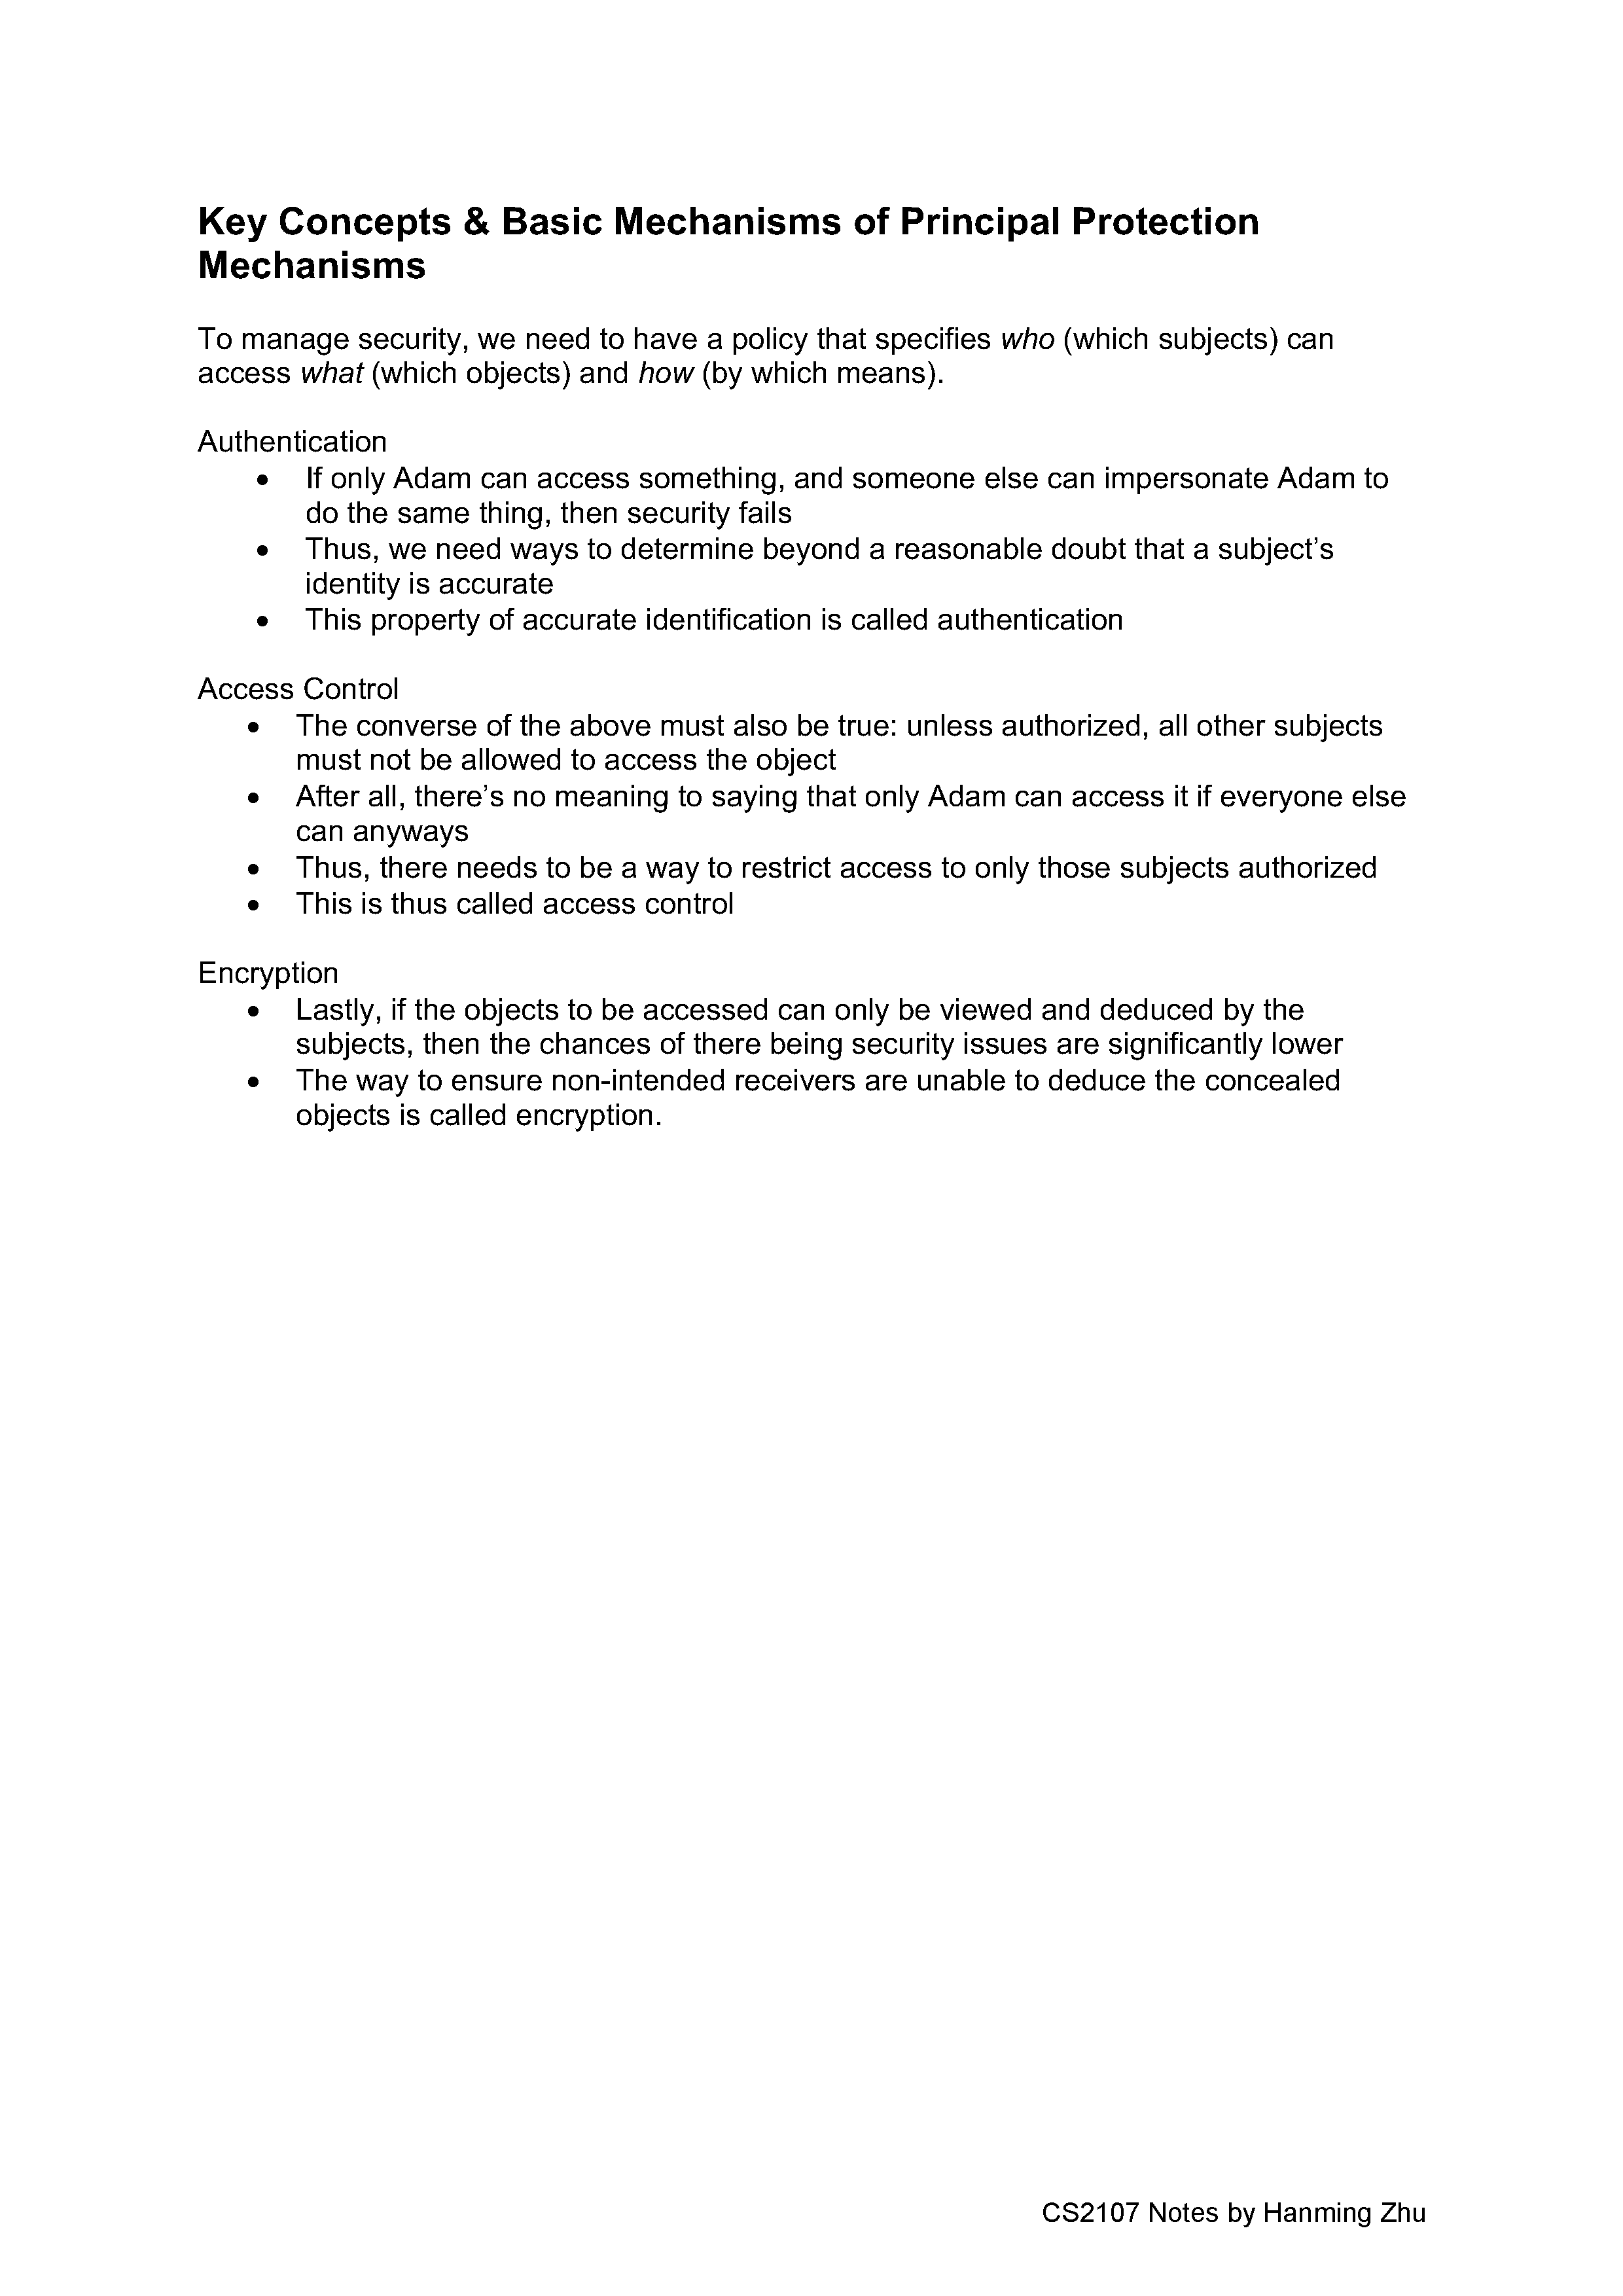 Key Concepts & Basic Mechanisms of Principal Protection
Mechanisms
To manage security, we need to have a policy that specifies who (which subjects) can
access what (which objects) and how (by which means).
Authentication
• If only Adam can access something, and someone else can impersonate Adam to
do the same thing, then security fails
• Thus, we need ways to determine beyond a reasonable doubt that a subject’s
identity is accurate
• This property of accurate identification is called authentication
Access Control
• The converse of the above must also be true: unless authorized, all other subjects
must not be allowed to access the object
• After all, there’s no meaning to saying that only Adam can access it if everyone else
can anyways
• Thus, there needs to be a way to restrict access to only those subjects authorized
• This is thus called access control
Encryption
• Lastly, if the objects to be accessed can only be viewed and deduced by the
subjects, then the chances of there being security issues are significantly lower
• The way to ensure non-intended receivers are unable to deduce the concealed
objects is called encryption.
CS2107 Notes by Hanming Zhu